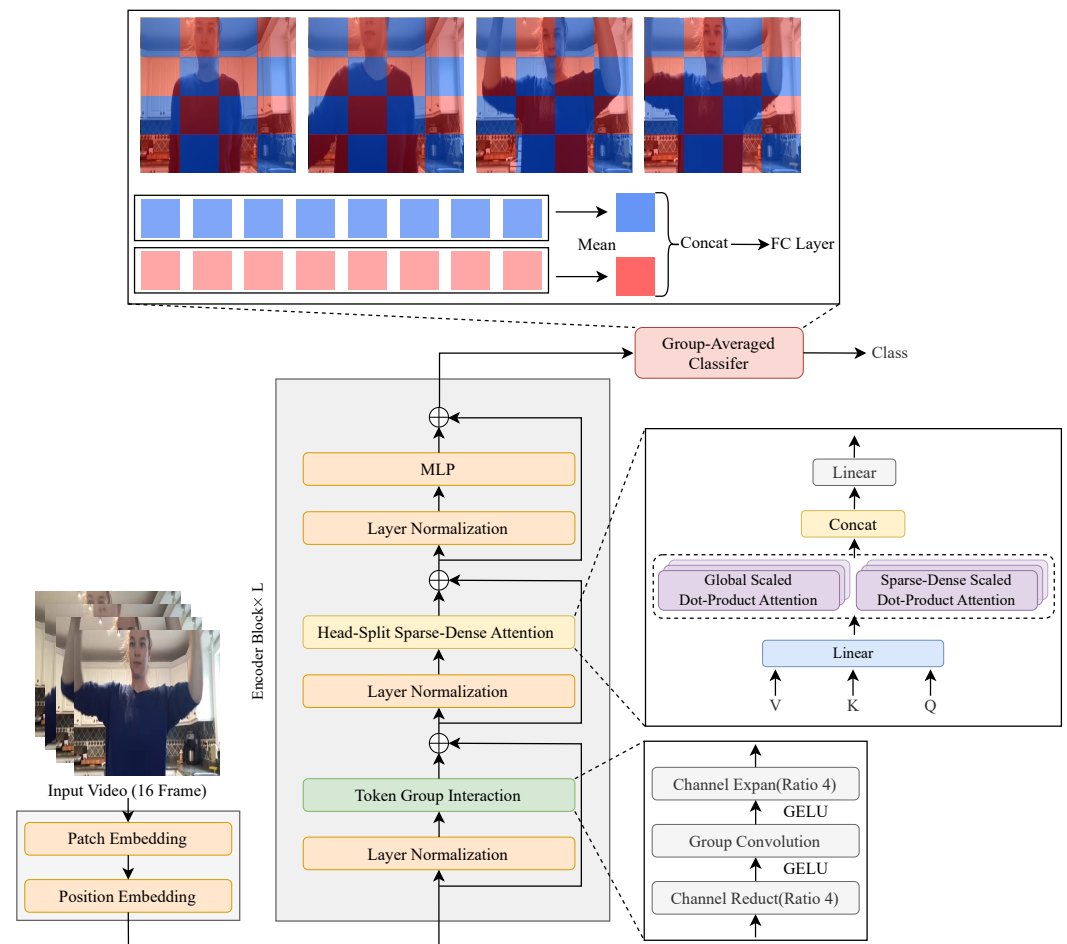 Mean
Concat
FC Layer
Group-Averaged
Classifer
Class
Encoder Block× L
MLP
Layer Normalization
Head-Split Sparse-Dense Attention
Layer Normalization
Token Group Interaction
Layer Normalization
Linear
Concat
Global Scaled
Dot-Product Attention
Sparse-Dense Scaled
Dot-Product Attention
Linear
V
K
Q
Channel Expan(Ratio 4)
GELU
Group Convolution
GELU
Channel Reduct(Ratio 4)
Input Video (16 Frame)
Patch Embedding
Position Embedding